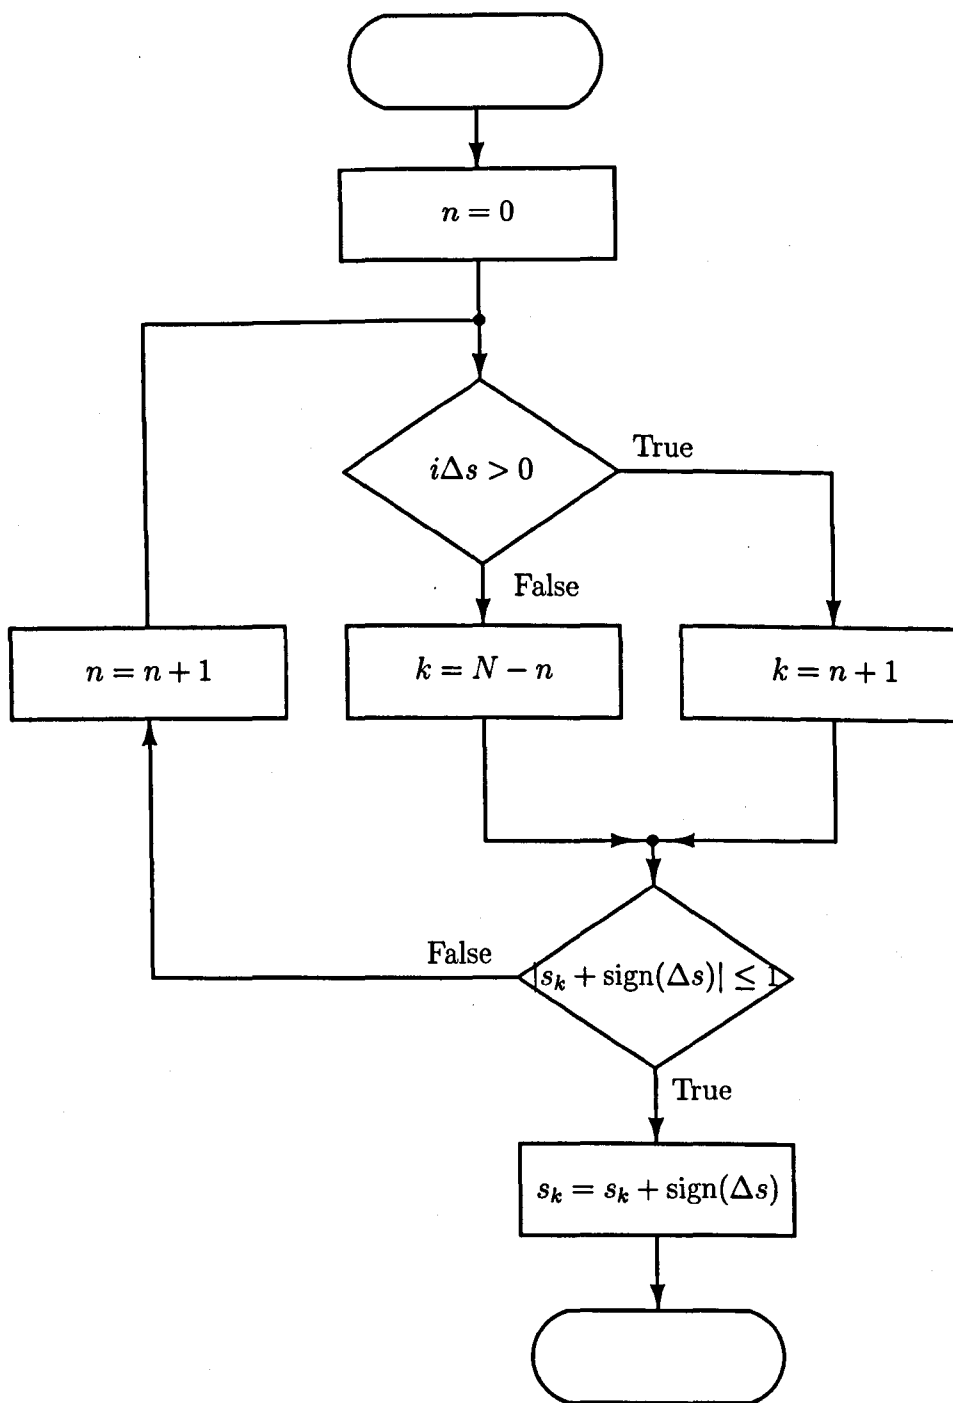 n = 0
iΔs > 0
True
False
n = n + 1
k = N − n
k = n + 1
False
|s_k + sign(Δs)| ≤ 1
True
s_k = s_k + sign(Δs)